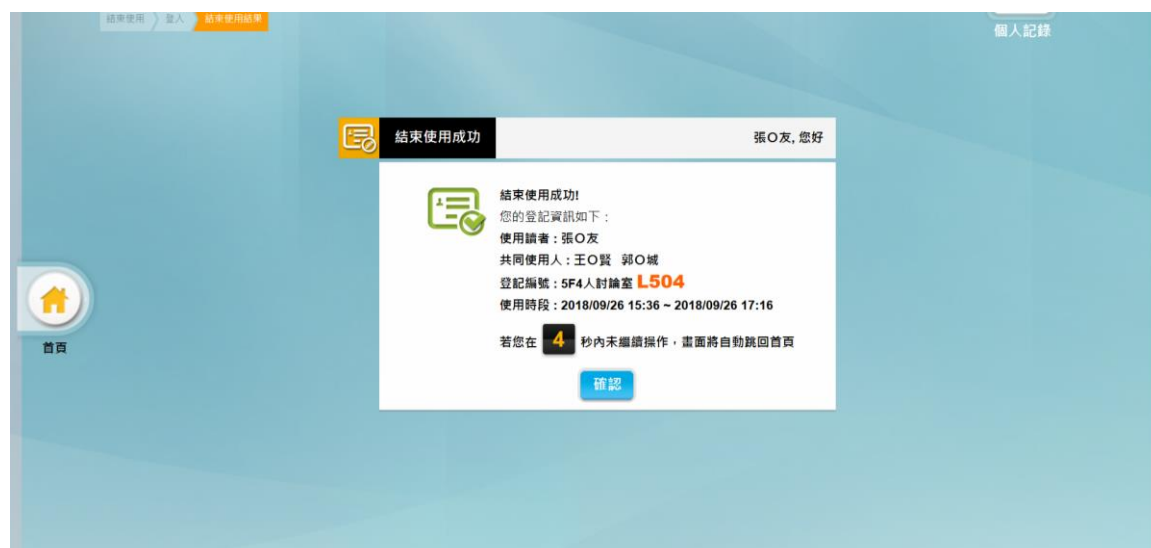 結束使用 登入 結束使用結果
個人記錄
結束使用成功 張O友, 您好
結束使用成功!
您的登記資訊如下：
使用讀者：張O友
共同使用人：王O賢 郭O城
登記編號：5F4人討論室 L504
使用時段：2018/09/26 15:36 ~ 2018/09/26 17:16
若您在 4 秒內未繼續操作，畫面將自動跳回首頁
確認
首頁